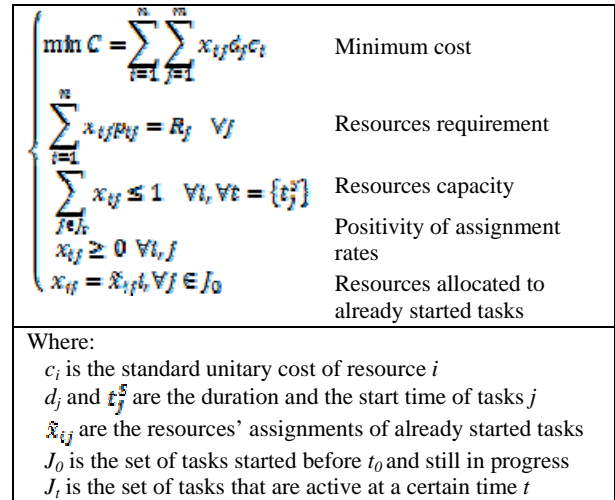 min C = ∑_{i=1}^{n} ∑_{j=1}^{m} x_{ij} d_j c_i Minimum cost
∑_{i=1}^{n} x_{ij} p_{ij} = R_j ∀j Resources requirement
∑_{j∈J_t} x_{ij} ≤ 1 ∀i, ∀t = {t_j^s} Resources capacity
x_{ij} ≥ 0 ∀i, j Positivity of assignment
rates
x_{ij} = x̃_{ij} i, ∀j ∈ J_0 Resources allocated to
already started tasks
Where:
c_i is the standard unitary cost of resource i
d_j and t_j^s are the duration and the start time of tasks j
x̃_{ij} are the resources' assignments of already started tasks
J_0 is the set of tasks started before t_0 and still in progress
J_t is the set of tasks that are active at a certain time t